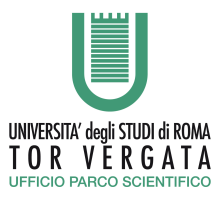 UNIVERSITA' degli STUDI di ROMA
TOR VERGATA
UFFICIO PARCO SCIENTIFICO